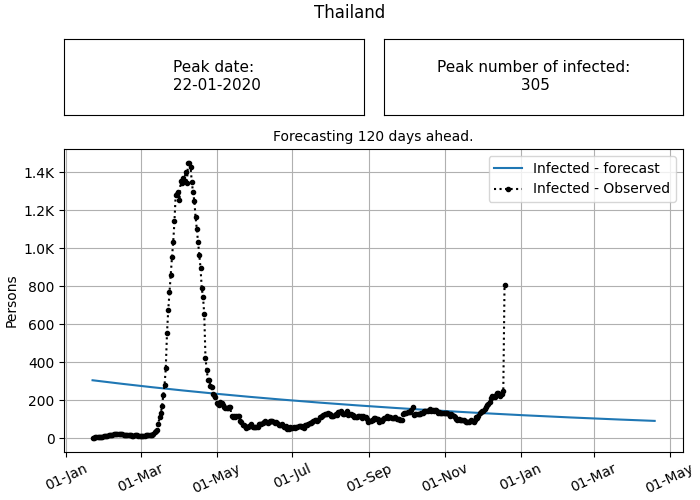 Thailand
Peak date:
22-01-2020
Peak number of infected:
305
Forecasting 120 days ahead.
Infected - forecast
Infected - Observed
Persons
1.4K
1.2K
1.0K
800
600
400
200
0
01-Jan
01-Mar
01-May
01-Jul
01-Sep
01-Nov
01-Jan
01-Mar
01-May